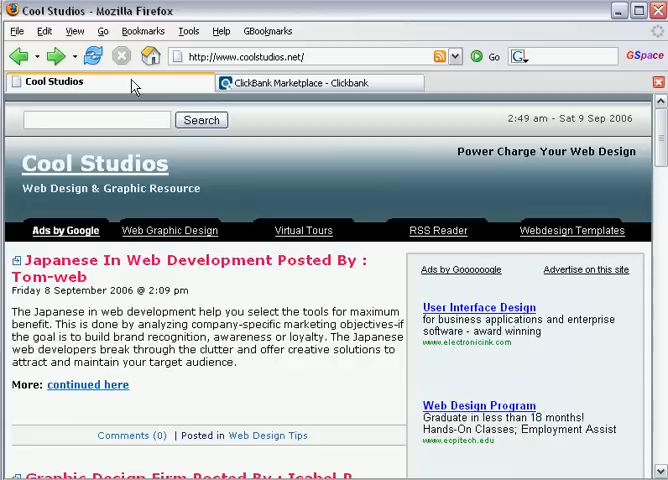 Cool Studios - Mozilla Firefox
File Edit View Go Bookmarks Tools Help GBookmarks
http://www.coolstudios.net/ Go G GSpace
Cool Studios ClickBank Marketplace - Clickbank
Search 2:49 am - Sat 9 Sep 2006
Power Charge Your Web Design
Cool Studios
Web Design & Graphic Resource
Ads by Google Web Graphic Design Virtual Tours RSS Reader Webdesign Templates
Japanese In Web Development Posted By :
Tom-web
Friday 8 September 2006 @ 2:09 pm
The Japanese in web development help you select the tools for maximum
benefit. This is done by analyzing company-specific marketing objectives-if
the goal is to build brand recognition, awareness or loyalty. The Japanese
web developers break through the clutter and offer creative solutions to
attract and maintain your target audience.
More: continued here
Comments (0) | Posted in Web Design Tips
Graphic Design Firm Posted By : Isabel R
Ads by Goooooogle Advertise on this site
User Interface Design
for business applications and enterprise
software - award winning
www.electronicink.com
Web Design Program
Graduate in less than 18 months!
Hands-On Classes; Employment Assist
www.ecpitech.edu